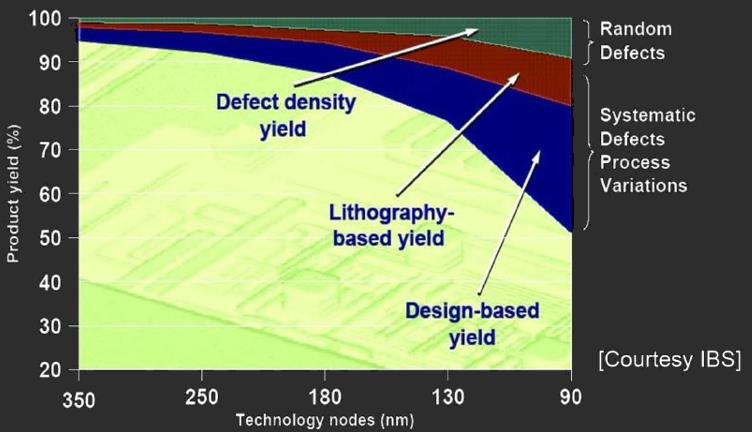 100
90
80
70
60
50
40
30
20
Product yield (%)
350
250
180
130
90
Technology nodes (nm)
Defect density
yield
Lithography-
based yield
Design-based
yield
Random
Defects
Systematic
Defects
Process
Variations
[Courtesy IBS]